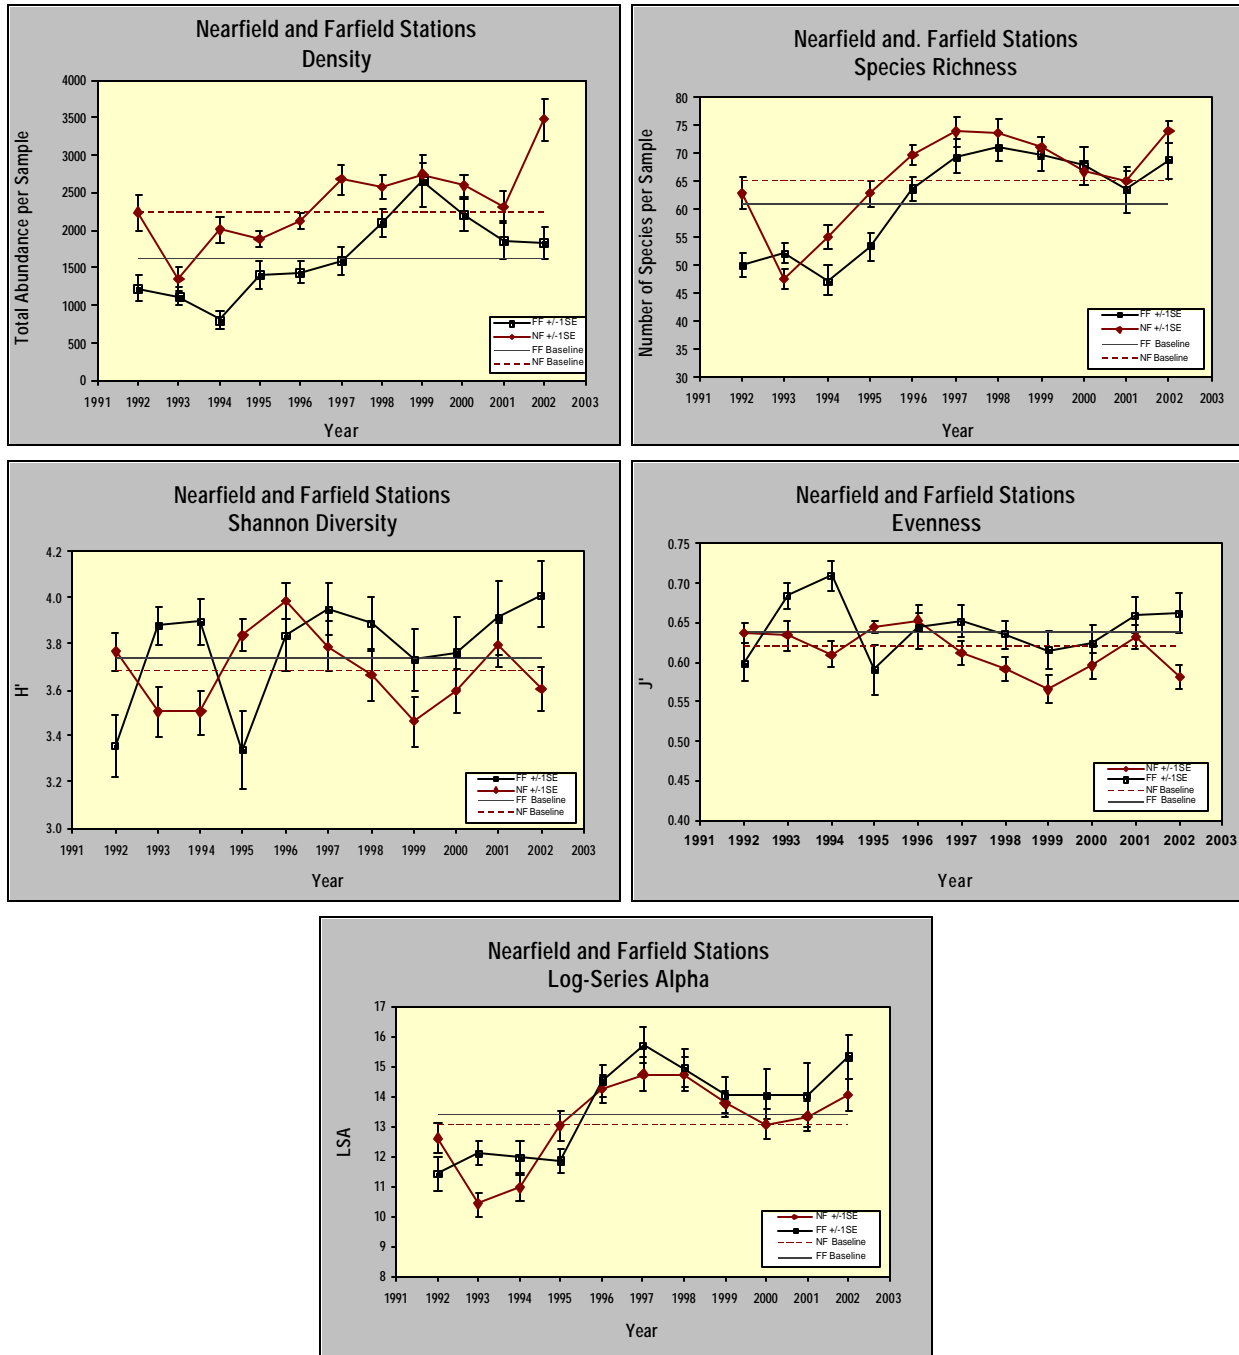 Nearfield and Farfield Stations
Density
Total Abundance per Sample
4000
3500
3000
2500
2000
1500
1000
500
0
1991 1992 1993 1994 1995 1996 1997 1998 1999 2000 2001 2002 2003
Year
FF +/-1SE
NF +/-1SE
FF Baseline
NF Baseline
Nearfield and. Farfield Stations
Species Richness
Number of Species per Sample
80
75
70
65
60
55
50
45
40
35
30
1991 1992 1993 1994 1995 1996 1997 1998 1999 2000 2001 2002 2003
Year
FF +/-1SE
NF +/-1SE
FF Baseline
NF Baseline
Nearfield and Farfield Stations
Shannon Diversity
H'
4.2
4.0
3.8
3.6
3.4
3.2
3.0
1991 1992 1993 1994 1995 1996 1997 1998 1999 2000 2001 2002 2003
Year
FF +/-1SE
NF +/-1SE
FF Baseline
NF Baseline
Nearfield and Farfield Stations
Evenness
J'
0.75
0.70
0.65
0.60
0.55
0.50
0.45
0.40
1991 1992 1993 1994 1995 1996 1997 1998 1999 2000 2001 2002 2003
Year
NF +/-1SE
FF +/-1SE
NF Baseline
FF Baseline
Nearfield and Farfield Stations
Log-Series Alpha
LSA
17
16
15
14
13
12
11
10
9
8
1991 1992 1993 1994 1995 1996 1997 1998 1999 2000 2001 2002 2003
Year
NF +/-1SE
FF +/-1SE
NF Baseline
FF Baseline